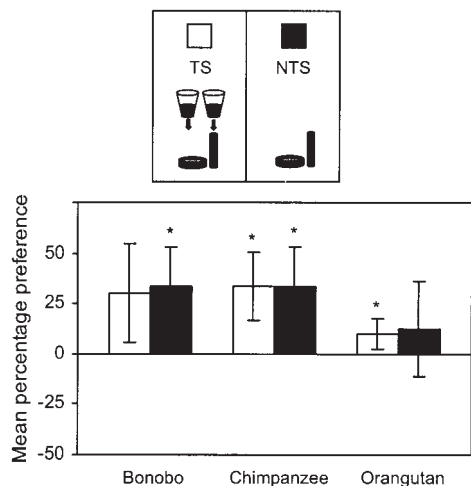 TS NTS
Mean percentage preference
50
25
0
-25
-50
* * * *
Bonobo Chimpanzee Orangutan